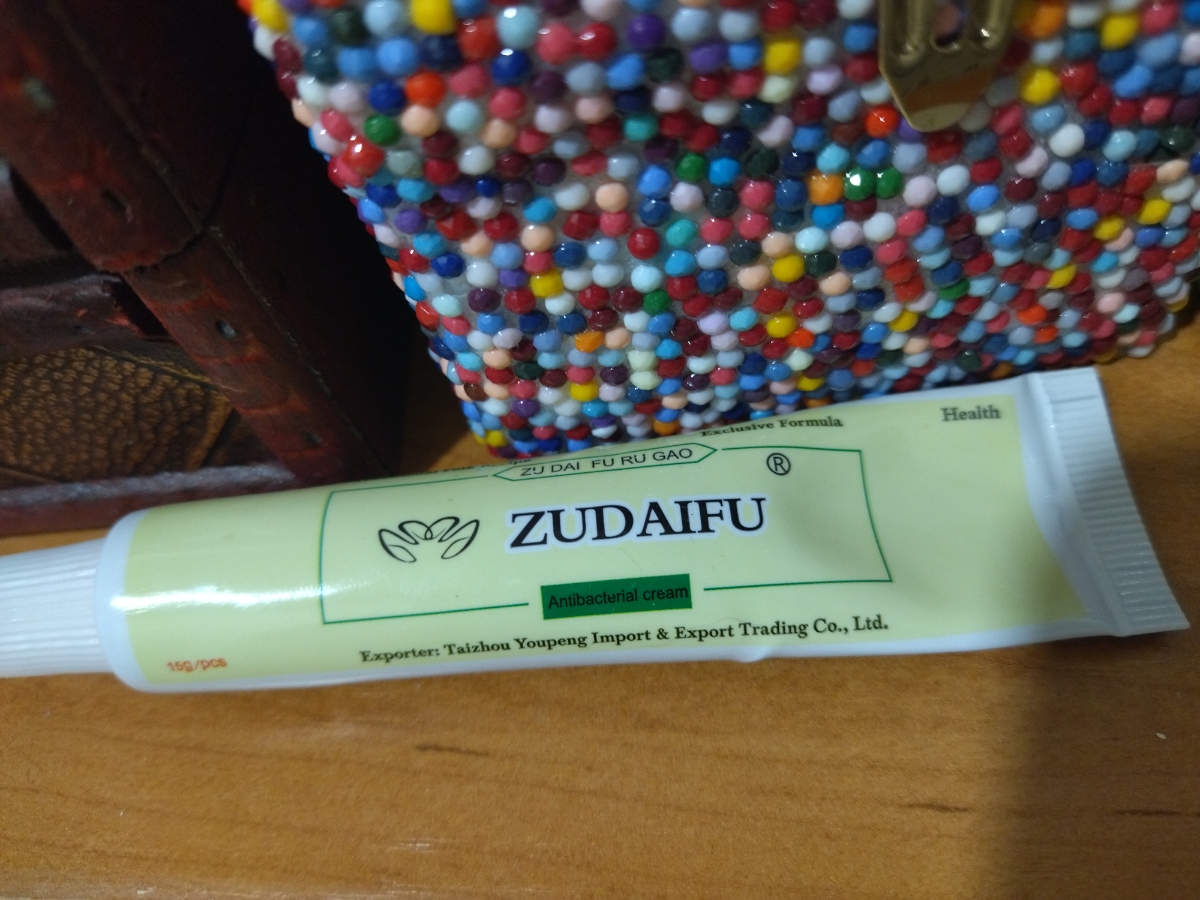 Exclusive Formula
Health
ZU DAI FU RU GAO
®
ZUDAIFU
Antibacterial cream
Exporter: Taizhou Youpeng Import & Export Trading Co., Ltd.
15g/pcs